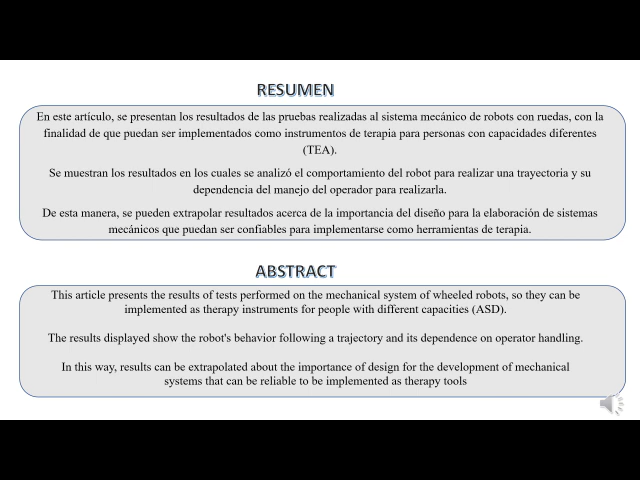 RESUMEN
En este artículo, se presentan los resultados de las pruebas realizadas al sistema mecánico de robots con ruedas, con la
finalidad de que puedan ser implementados como instrumentos de terapia para personas con capacidades diferentes
(TEA).
Se muestran los resultados en los cuales se analizó el comportamiento del robot para realizar una trayectoria y su
dependencia del manejo del operador para realizarla.
De esta manera, se pueden extrapolar resultados acerca de la importancia del diseño para la elaboración de sistemas
mecánicos que puedan ser confiables para implementarse como herramientas de terapia.
ABSTRACT
This article presents the results of tests performed on the mechanical system of wheeled robots, so they can be
implemented as therapy instruments for people with different capacities (ASD).
The results displayed show the robot's behavior following a trajectory and its dependence on operator handling.
In this way, results can be extrapolated about the importance of design for the development of mechanical
systems that can be reliable to be implemented as therapy tools